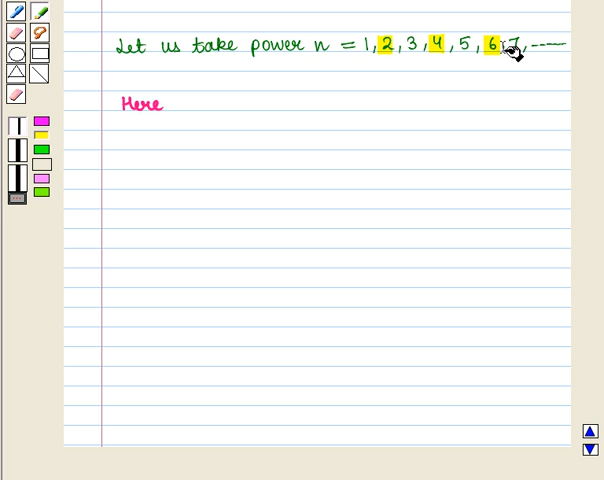 Let us take power n = 1, 2, 3, 4, 5, 6, 7, -----
Here